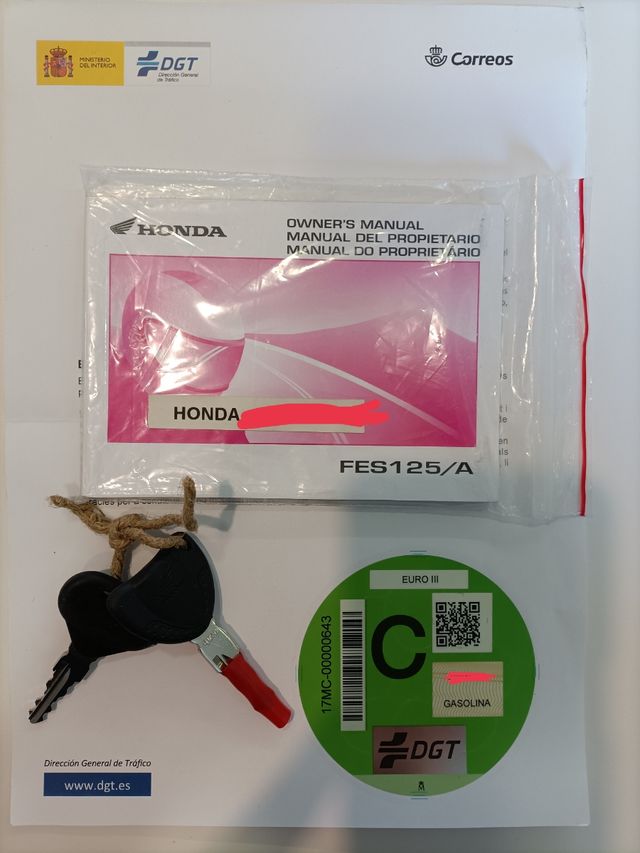 MINISTERIO
DEL INTERIOR
DGT
Dirección General
de Tráfico
Correos
HONDA
OWNER'S MANUAL
MANUAL DEL PROPIETARIO
MANUAL DO PROPRIETÁRIO
HONDA
FES125/A
EURO III
17MC-00000643
C
GASOLINA
DGT
Dirección General de Tráfico
www.dgt.es